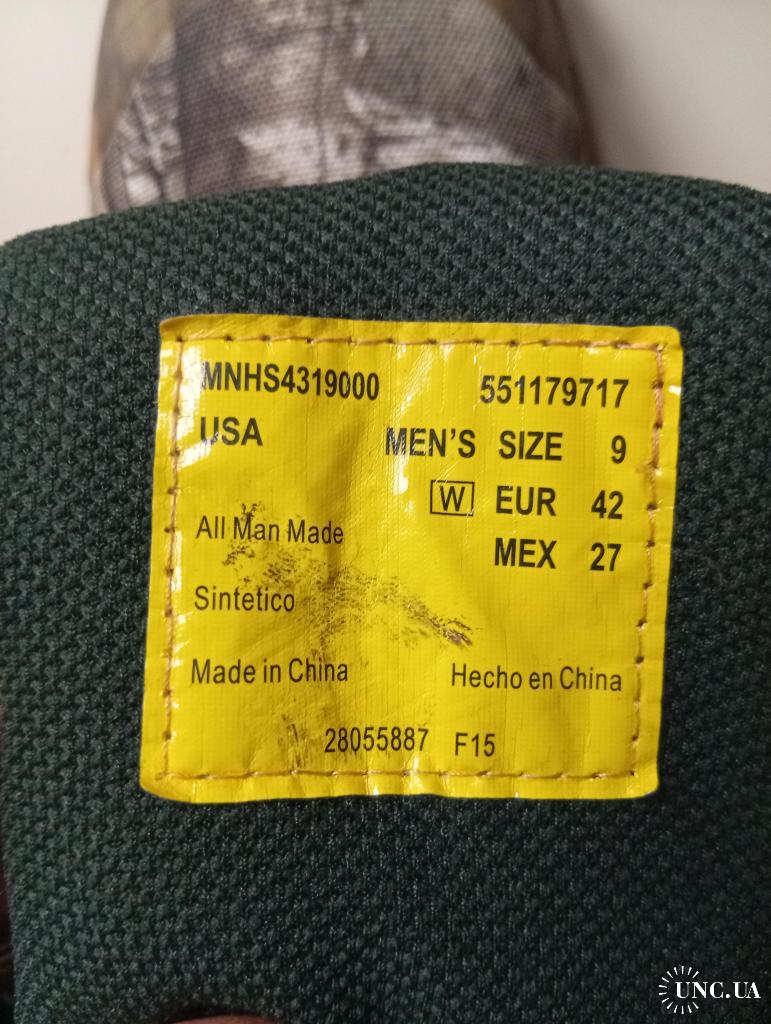 MNHS4319000 551179717
USA MEN'S SIZE 9
W EUR 42
All Man Made MEX 27
Sintetico
Made in China Hecho en China
28055887 F15
UNC.UA